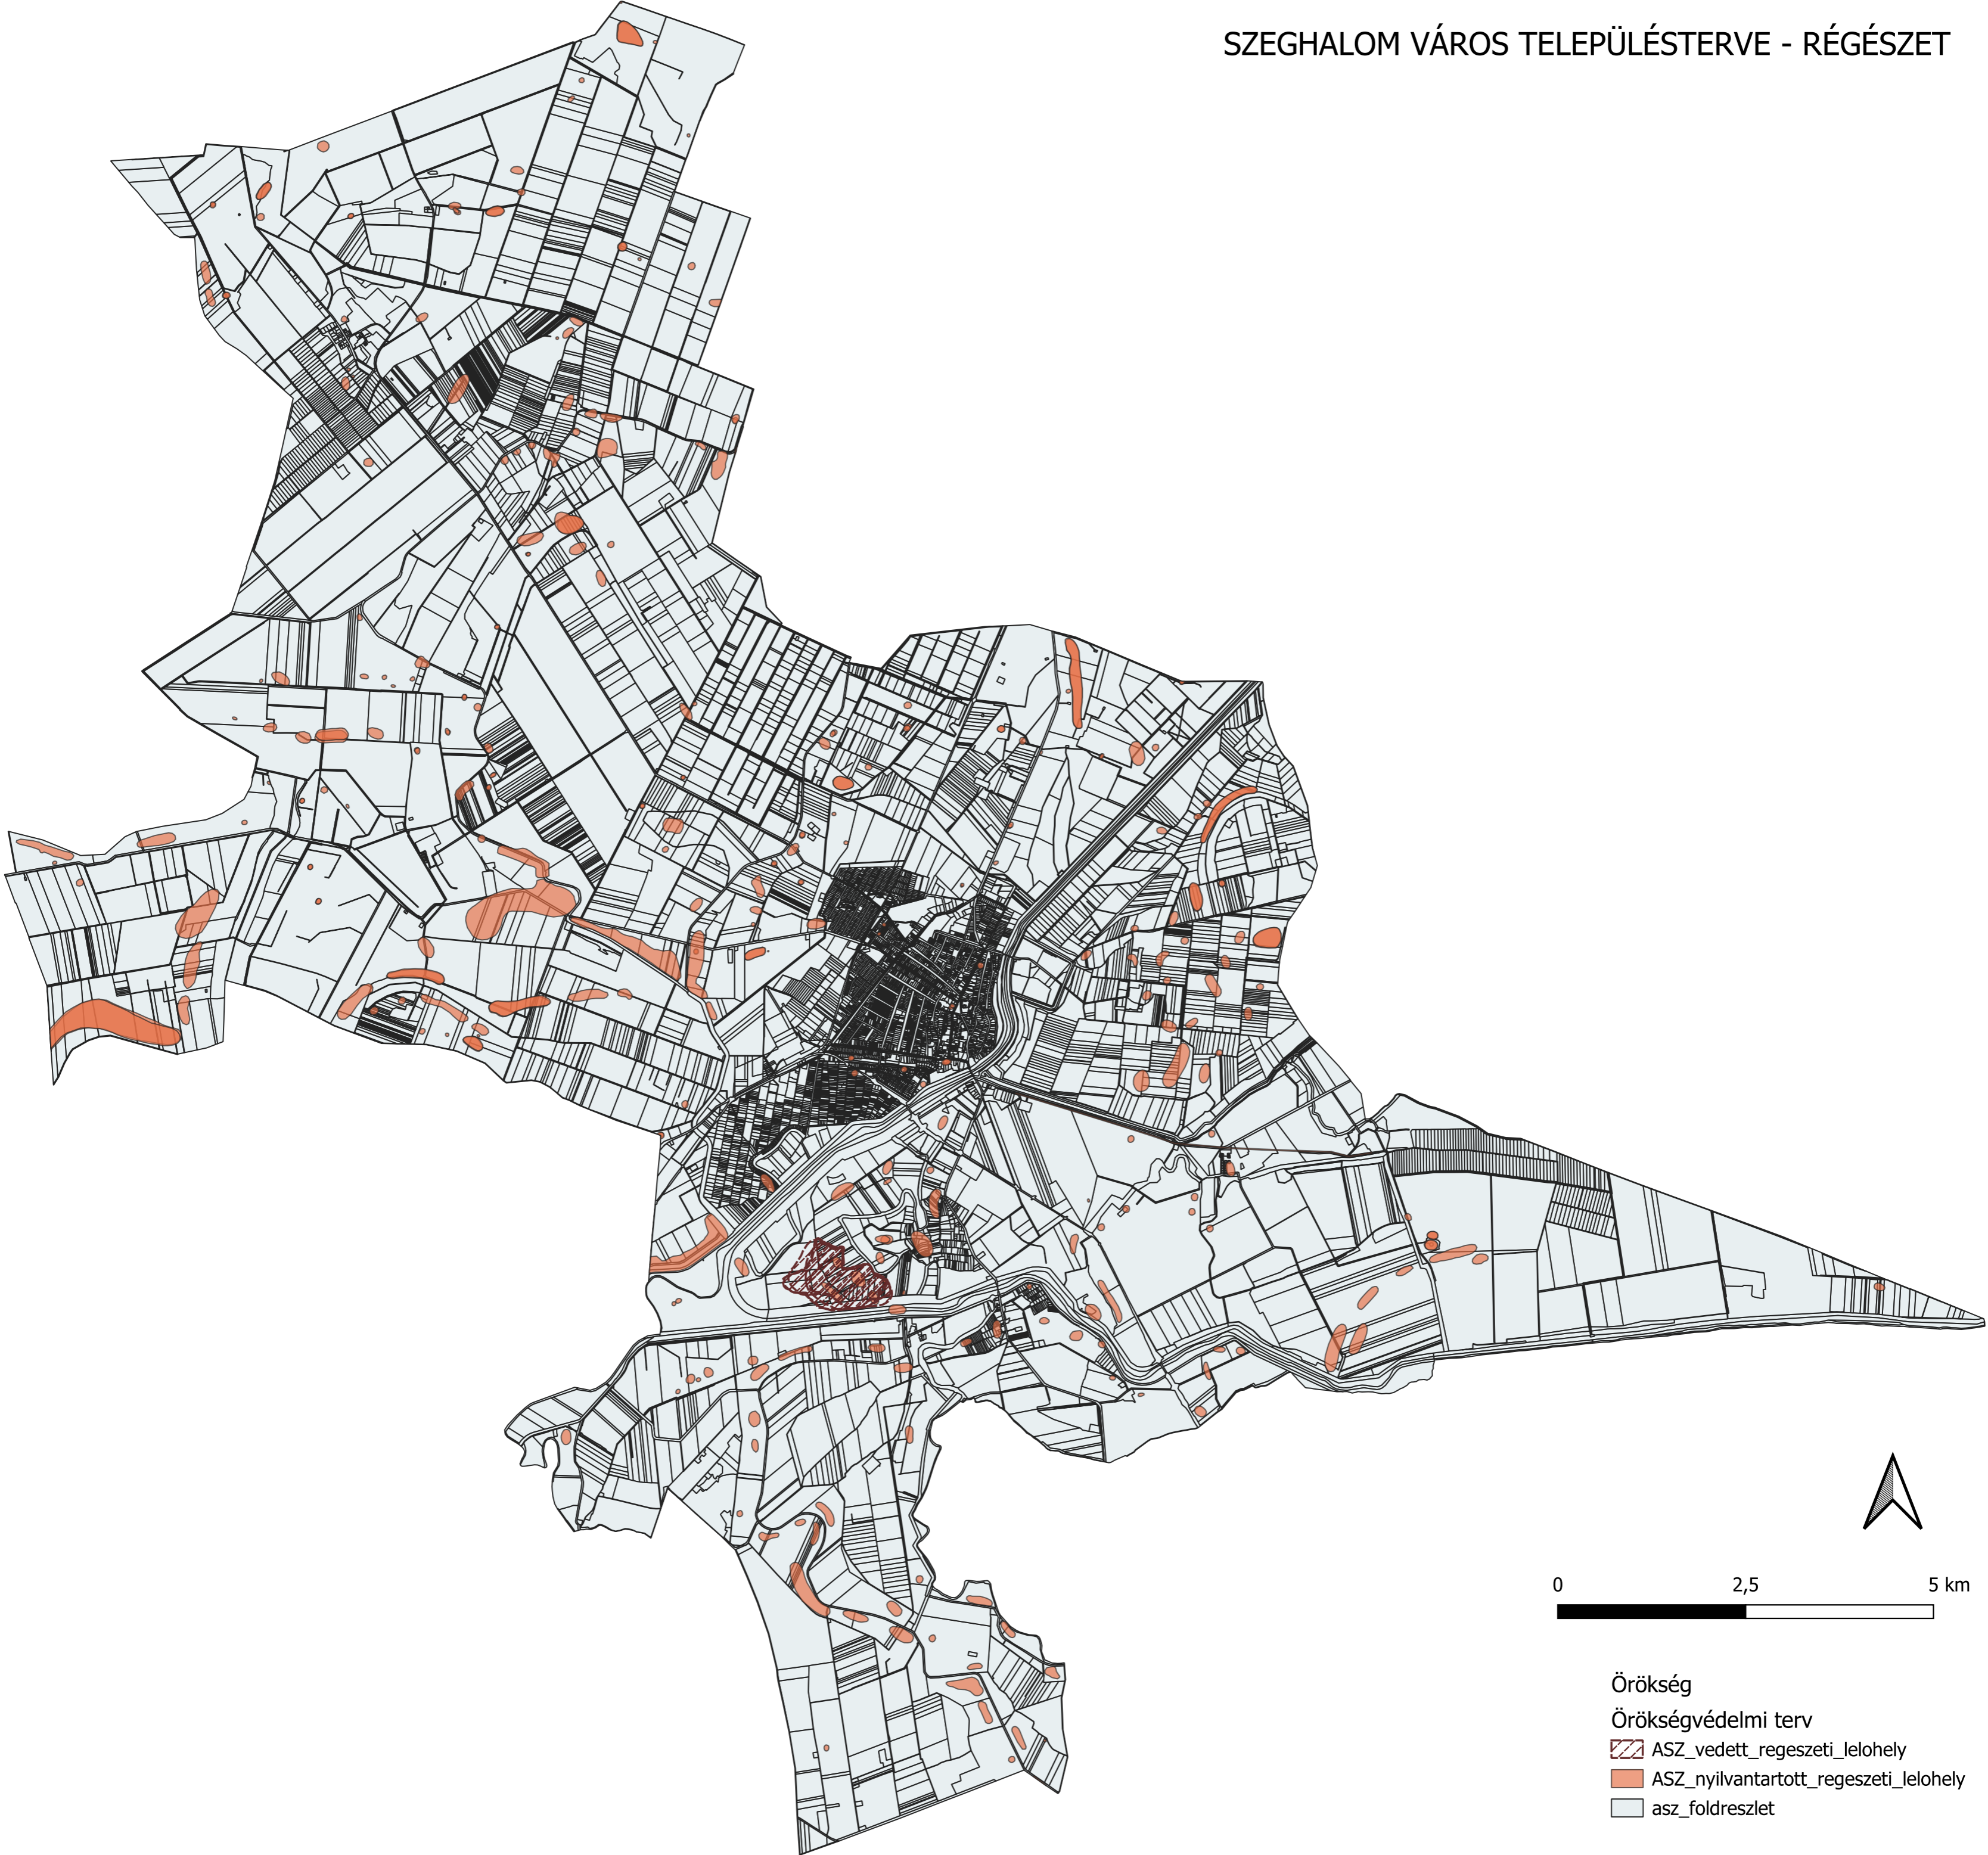 SZEGHALOM VÁROS TELEPÜLÉSTERVE - RÉGÉSZET
0 2,5 5 km
Örökség
Örökségvédelmi terv
ASZ_vedett_regeszeti_lelohely
ASZ_nyilvantartott_regeszeti_lelohely
asz_foldreszlet